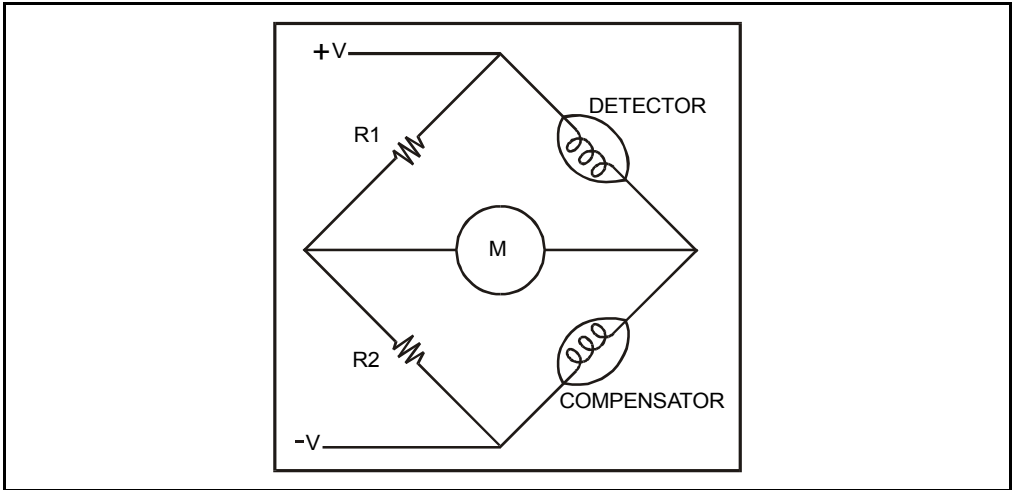 +V
DETECTOR
R1
M
R2
COMPENSATOR
-V